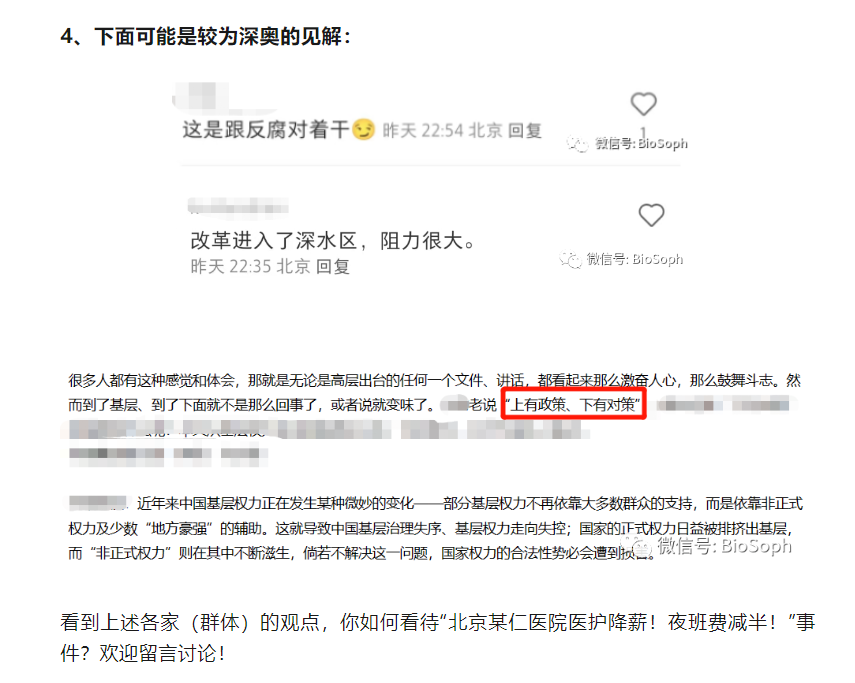 4、下面可能是较为深奥的见解：
这是跟反腐对着干😏 昨天 22:54 北京 回复
1
微信号: BioSoph
改革进入了深水区，阻力很大。
昨天 22:35 北京 回复
微信号: BioSoph
很多人都有这种感觉和体会，那就是无论是高层出台的任何一个文件、讲话，都看起来那么激奋人心，那么鼓舞斗志。然
而到了基层、到了下面就不是那么回事了，或者说就变味了。老说“上有政策、下有对策”
近年来中国基层权力正在发生某种微妙的变化——部分基层权力不再依靠大多数群众的支持，而是依靠非正式
权力及少数“地方豪强”的辅助。这就导致中国基层治理失序、基层权力走向失控；国家的正式权力日益被排挤出基层，
而“非正式权力”则在其中不断滋生，倘若不解决这一问题，国家权力的合法性势必会遭到损害。
微信号: BioSoph
看到上述各家（群体）的观点，你如何看待“北京某仁医院医护降薪！夜班费减半！”事
件？欢迎留言讨论！